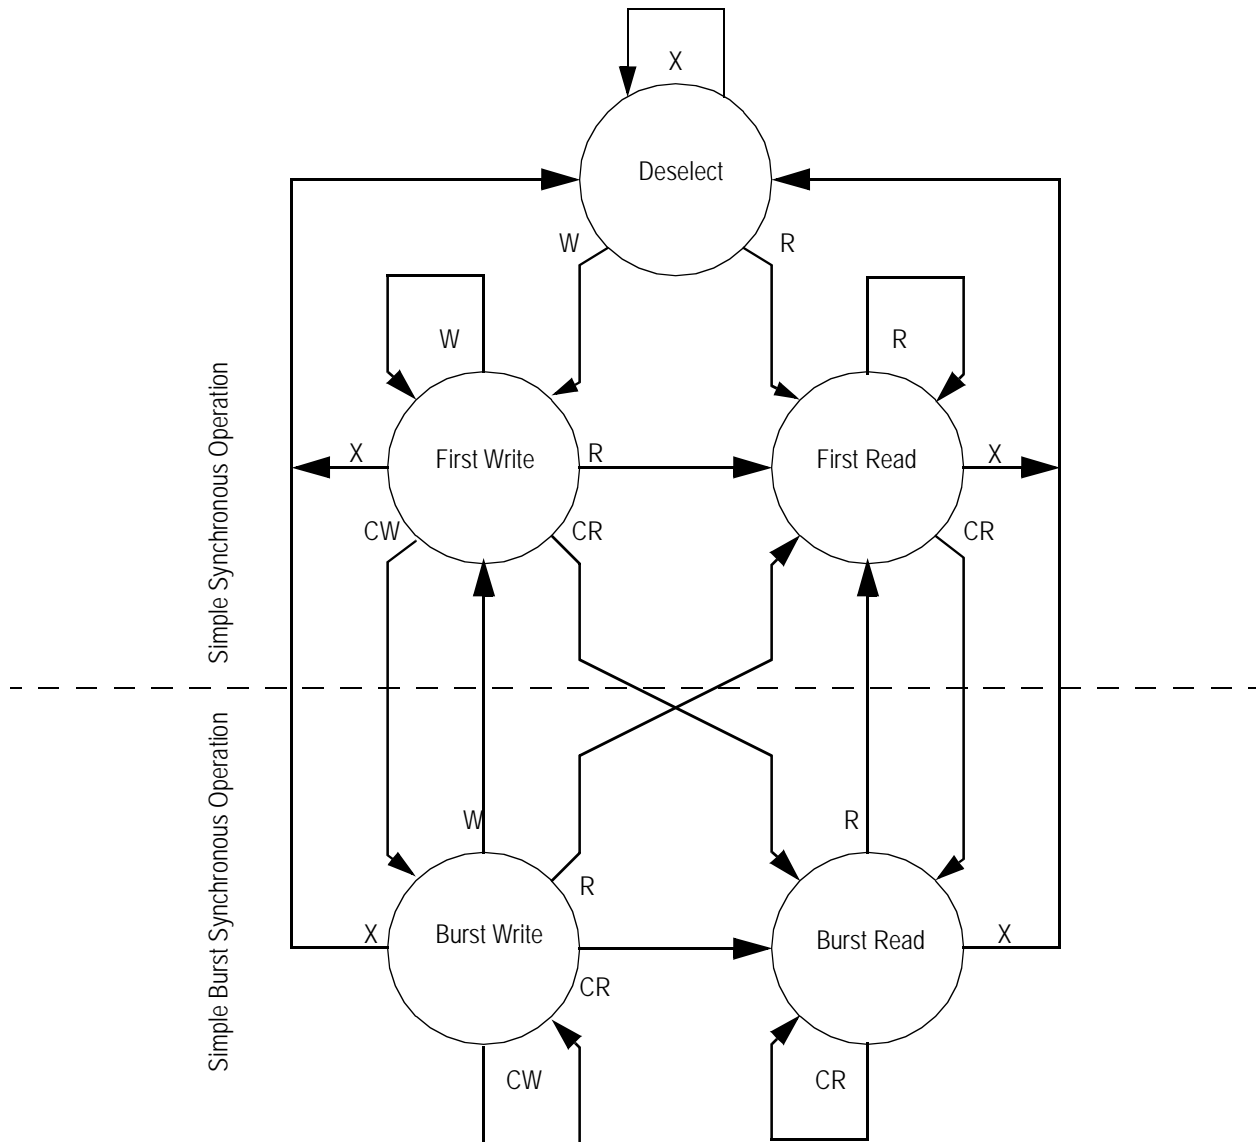 X
Deselect
W
R
W
R
Simple Synchronous Operation
X
First Write
R
First Read
X
CW
CR
CR
Simple Burst Synchronous Operation
W
R
R
X
Burst Write
Burst Read
X
CR
CW
CR